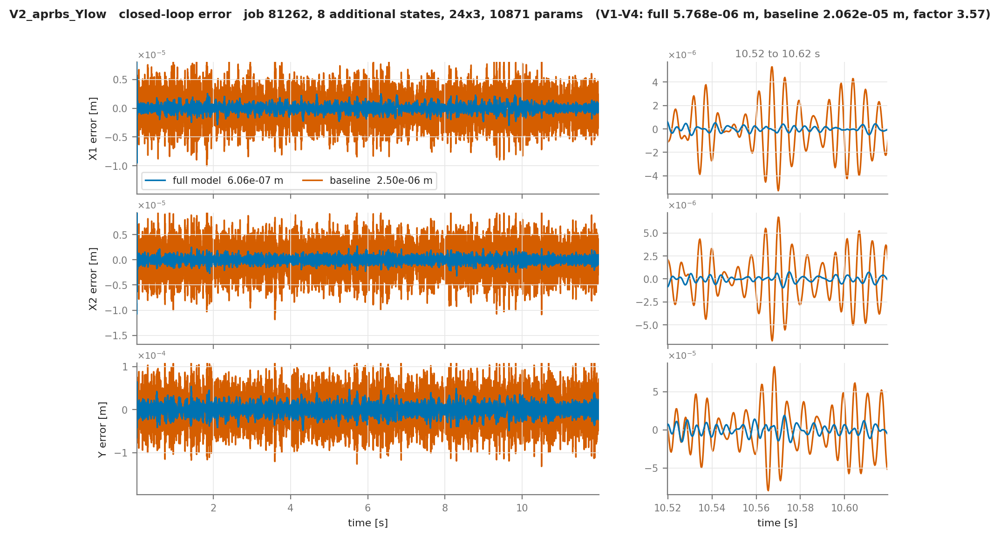 V2_aprbs_Ylow closed-loop error job 81262, 8 additional states, 24x3, 10871 params (V1-V4: full 5.768e-06 m, baseline 2.062e-05 m, factor 3.57)
×10⁻⁵
0.5
0.0
−0.5
−1.0
X1 error [m]
full model 6.06e-07 m
baseline 2.50e-06 m
×10⁻⁶
10.52 to 10.62 s
4
2
0
−2
−4
×10⁻⁵
0.5
0.0
−0.5
−1.0
−1.5
X2 error [m]
×10⁻⁶
5.0
2.5
0.0
−2.5
−5.0
×10⁻⁴
1
0
−1
Y error [m]
2 4 6 8 10
time [s]
×10⁻⁵
5
0
−5
10.52 10.54 10.56 10.58 10.60
time [s]